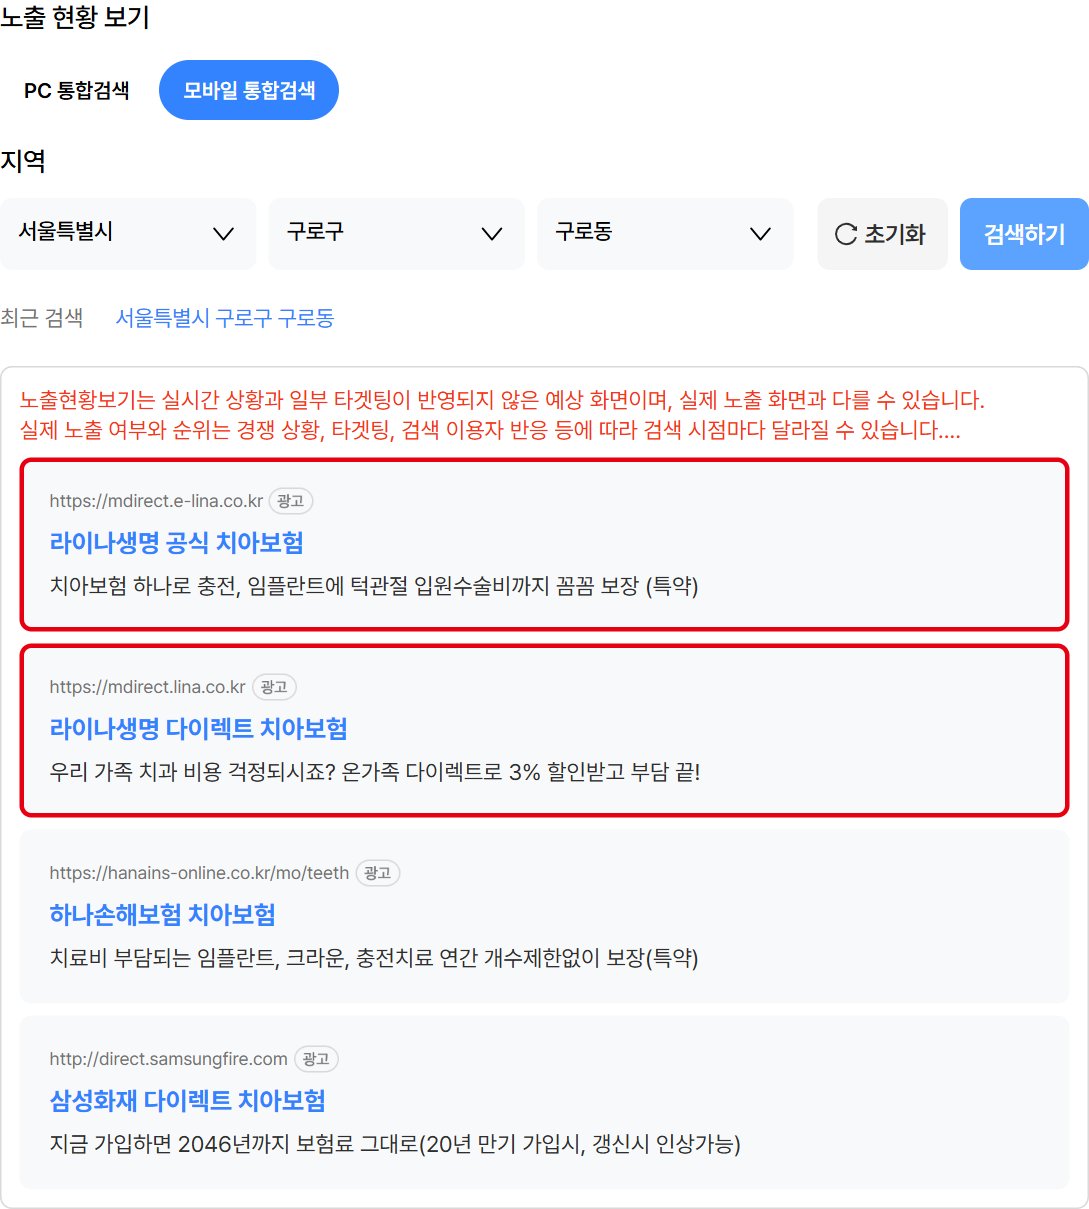 노출 현황 보기
PC 통합검색 모바일 통합검색
지역
서울특별시 구로구 구로동 초기화 검색하기
최근 검색 서울특별시 구로구 구로동
노출현황보기는 실시간 상황과 일부 타겟팅이 반영되지 않은 예상 화면이며, 실제 노출 화면과 다를 수 있습니다.
실제 노출 여부와 순위는 경쟁 상황, 타겟팅, 검색 이용자 반응 등에 따라 검색 시점마다 달라질 수 있습니다....
https://mdirect.e-lina.co.kr 광고
라이나생명 공식 치아보험
치아보험 하나로 충전, 임플란트에 턱관절 입원수술비까지 꼼꼼 보장 (특약)
https://mdirect.lina.co.kr 광고
라이나생명 다이렉트 치아보험
우리 가족 치과 비용 걱정되시죠? 온가족 다이렉트로 3% 할인받고 부담 끝!
https://hanains-online.co.kr/mo/teeth 광고
하나손해보험 치아보험
치료비 부담되는 임플란트, 크라운, 충전치료 연간 개수제한없이 보장(특약)
http://direct.samsungfire.com 광고
삼성화재 다이렉트 치아보험
지금 가입하면 2046년까지 보험료 그대로(20년 만기 가입시, 갱신시 인상가능)